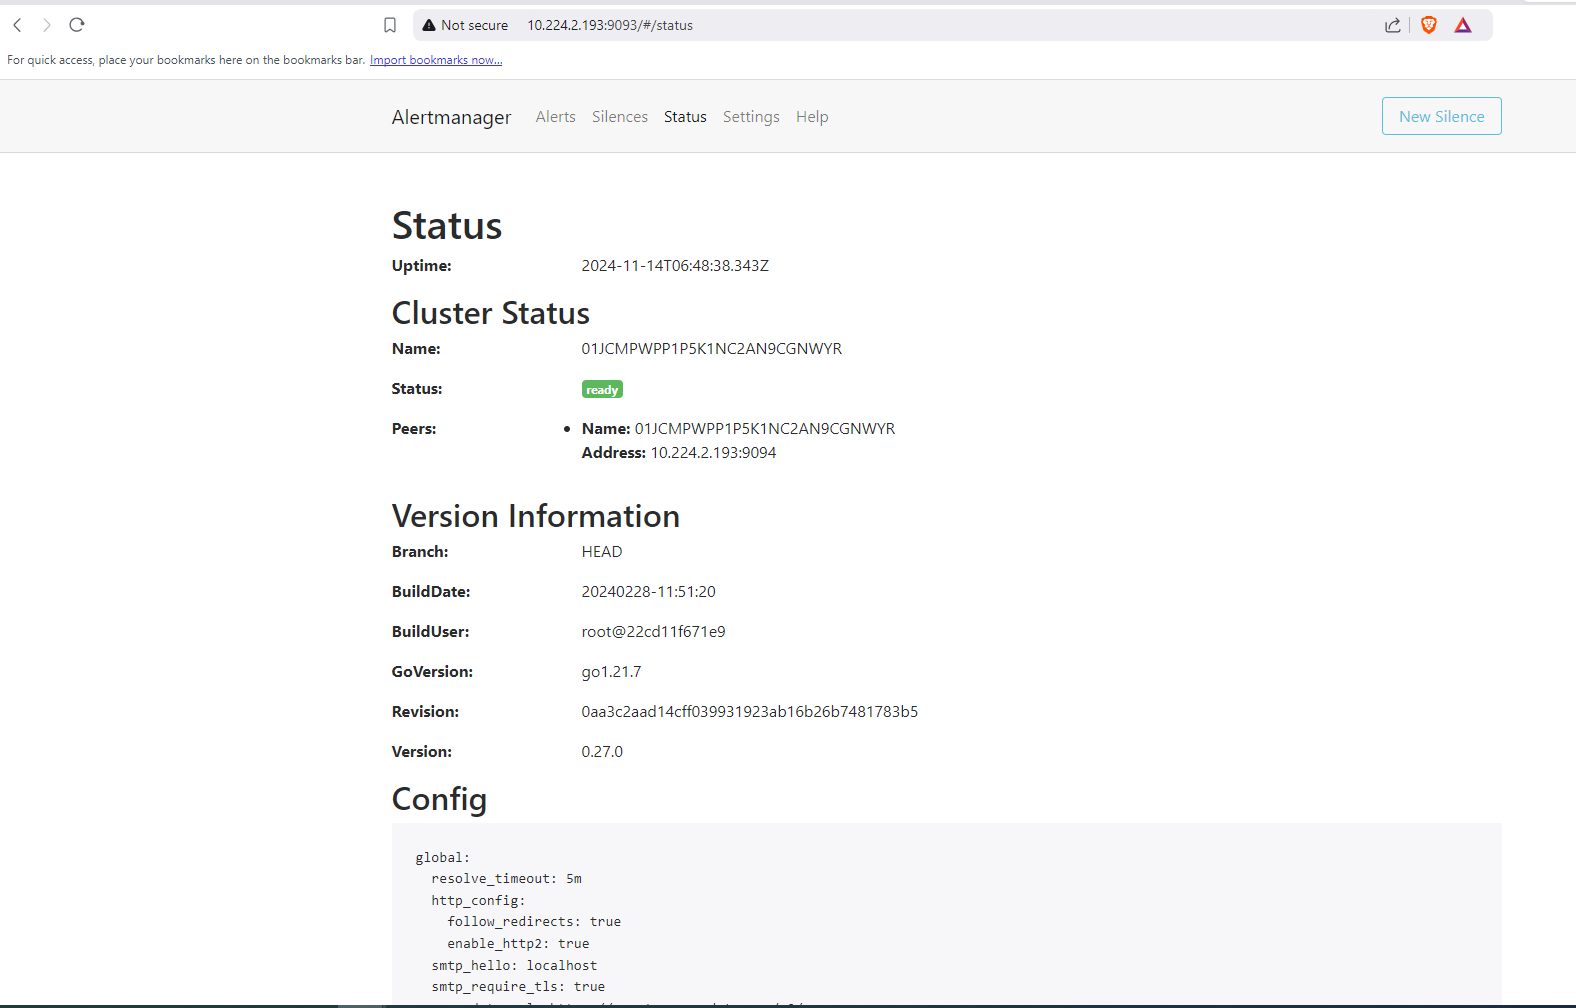 Not secure 10.224.2.193:9093/#/status
For quick access, place your bookmarks here on the bookmarks bar. Import bookmarks now...
Alertmanager Alerts Silences Status Settings Help New Silence
Status
Uptime: 2024-11-14T06:48:38.343Z
Cluster Status
Name: 01JCMPWPP1P5K1NC2AN9CGNWYR
Status: ready
Peers: • Name: 01JCMPWPP1P5K1NC2AN9CGNWYR
Address: 10.224.2.193:9094
Version Information
Branch: HEAD
BuildDate: 20240228-11:51:20
BuildUser: root@22cd11f671e9
GoVersion: go1.21.7
Revision: 0aa3c2aad14cff039931923ab16b26b7481783b5
Version: 0.27.0
Config
global:
  resolve_timeout: 5m
  http_config:
    follow_redirects: true
    enable_http2: true
  smtp_hello: localhost
  smtp_require_tls: true